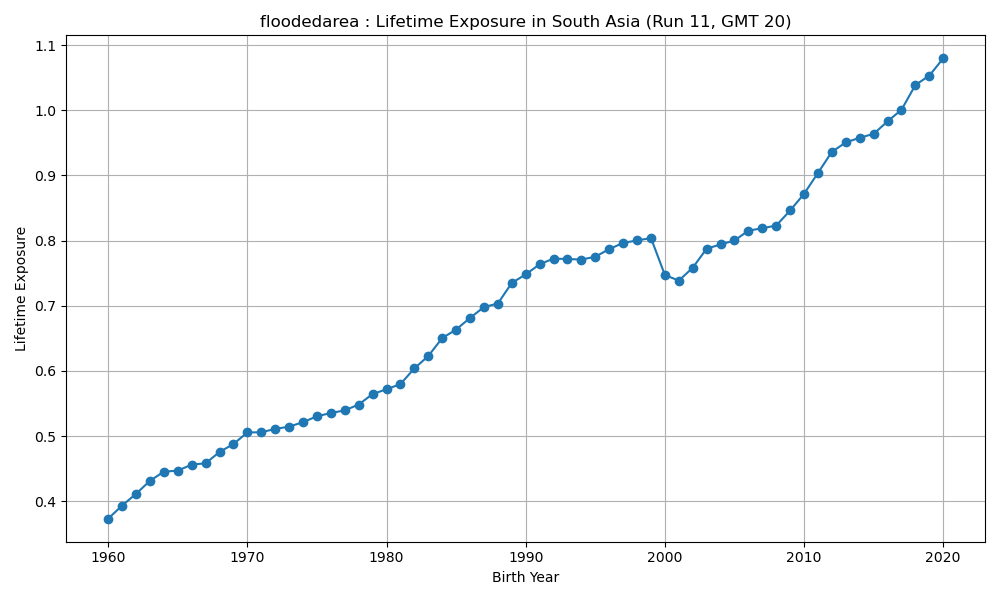 floodedarea : Lifetime Exposure in South Asia (Run 11, GMT 20)
Lifetime Exposure
1.1
1.0
0.9
0.8
0.7
0.6
0.5
0.4
1960 1970 1980 1990 2000 2010 2020
Birth Year